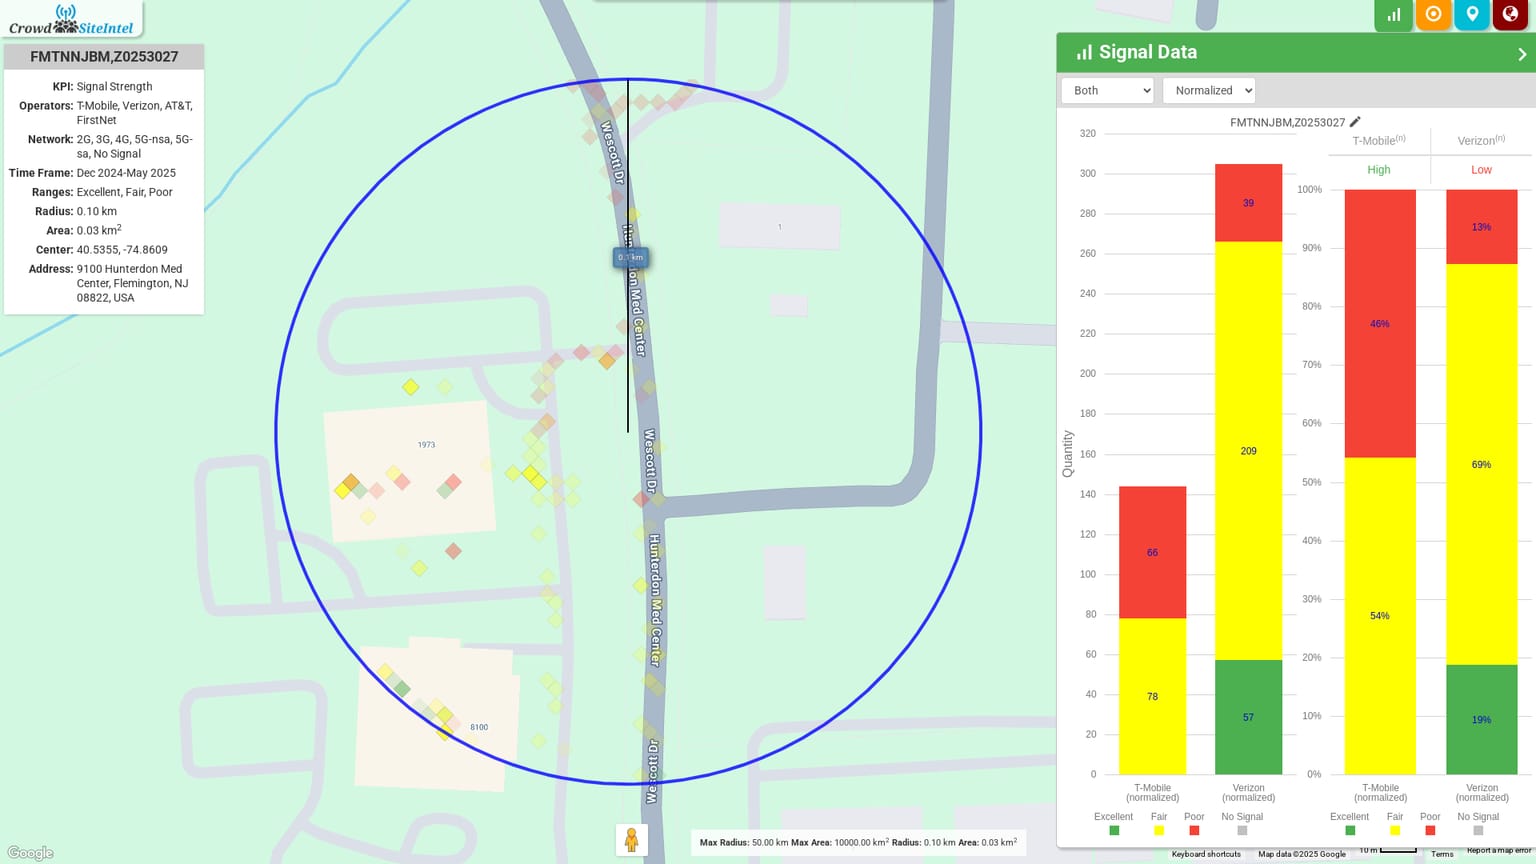 Crowd SiteIntel
FMTNNJBM,Z0253027
KPI: Signal Strength
Operators: T-Mobile, Verizon, AT&T,
FirstNet
Network: 2G, 3G, 4G, 5G-nsa, 5G-
sa, No Signal
Time Frame: Dec 2024-May 2025
Ranges: Excellent, Fair, Poor
Radius: 0.10 km
Area: 0.03 km²
Center: 40.5355, -74.8609
Address: 9100 Hunterdon Med
Center, Flemington, NJ
08822, USA
Wescott Dr
Hunterdon Med Center
0.1 km
1
1973
Wescott Dr
Hunterdon Med Center
8100
Wescott Dr
Google
Max Radius: 50.00 km Max Area: 10000.00 km² Radius: 0.10 km Area: 0.03 km²
Signal Data
Both
Normalized
FMTNNJBM,Z0253027
T-Mobile(n) Verizon(n)
High Low
Quantity
320
300
280
260
240
220
200
180
160
140
120
100
80
60
40
20
0
66
78
39
209
57
T-Mobile
(normalized)
Verizon
(normalized)
Excellent Fair Poor No Signal
100%
90%
80%
70%
60%
50%
40%
30%
20%
10%
0%
46%
54%
13%
69%
19%
T-Mobile
(normalized)
Verizon
(normalized)
Excellent Fair Poor No Signal
Keyboard shortcuts Map data ©2025 Google 10 m Terms Report a map error